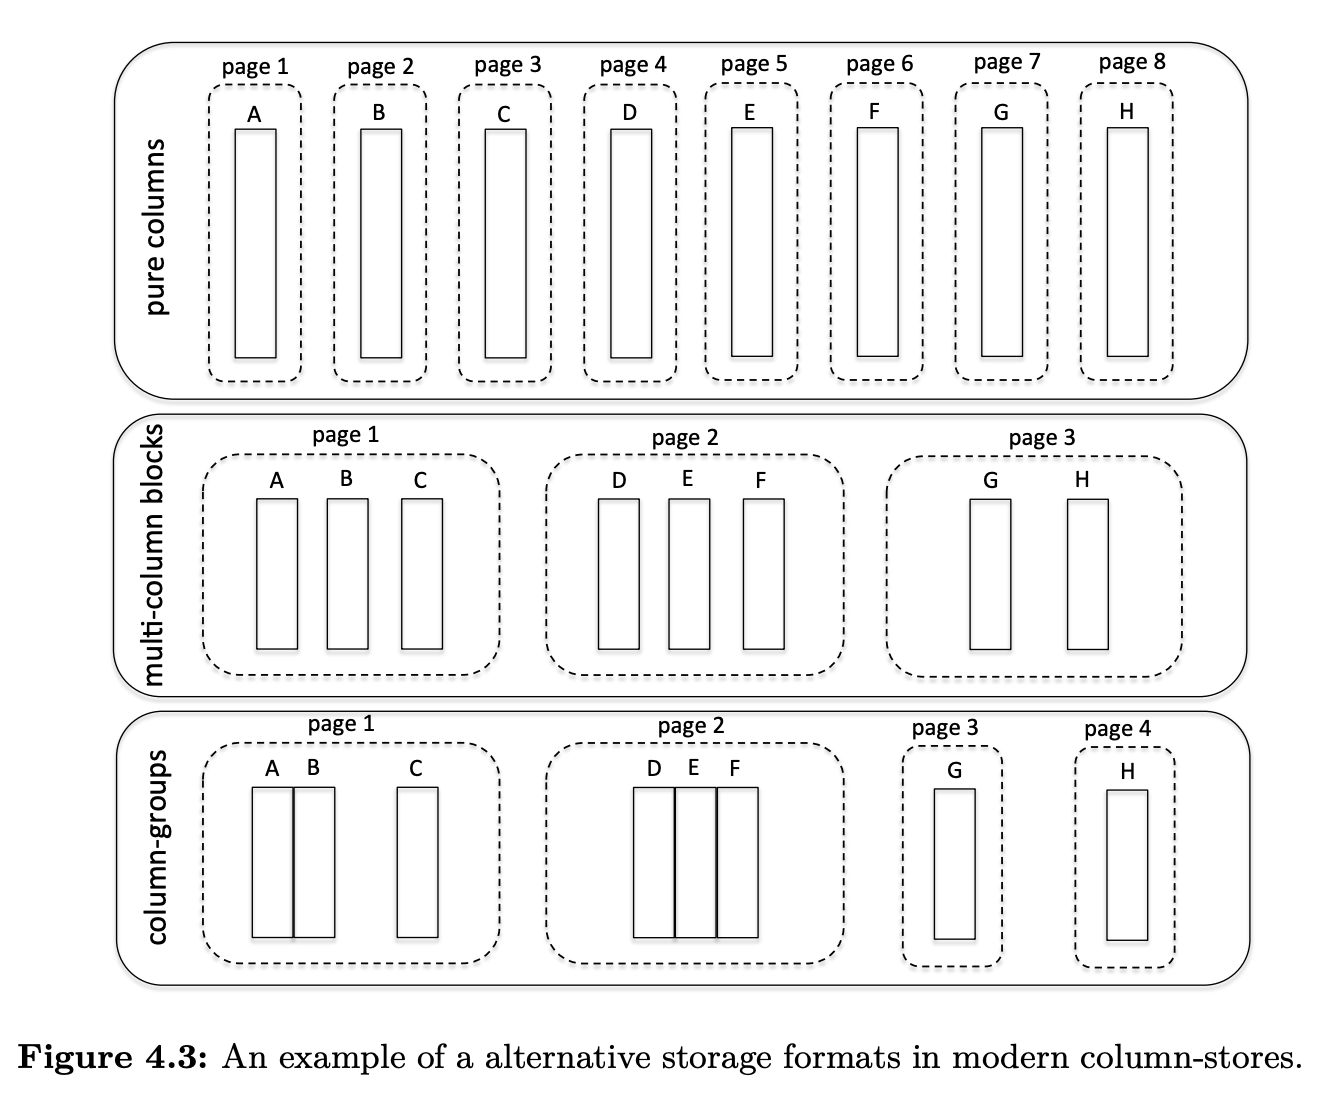 pure columns
page 1 page 2 page 3 page 4 page 5 page 6 page 7 page 8
A B C D E F G H
multi-column blocks
page 1 page 2 page 3
A B C D E F G H
column-groups
page 1 page 2 page 3 page 4
A B C D E F G H
Figure 4.3: An example of a alternative storage formats in modern column-stores.